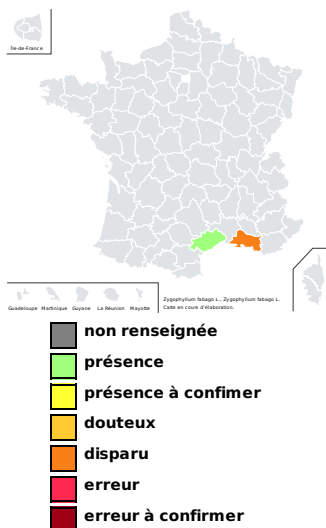 Île-de-France
Guadeloupe Martinique Guyane La Réunion Mayotte
Zygophyllum fabago L., Zygophyllum fabago L.
Carte en cours d'élaboration.
non renseignée
présence
présence à confimer
douteux
disparu
erreur
erreur à confirmer